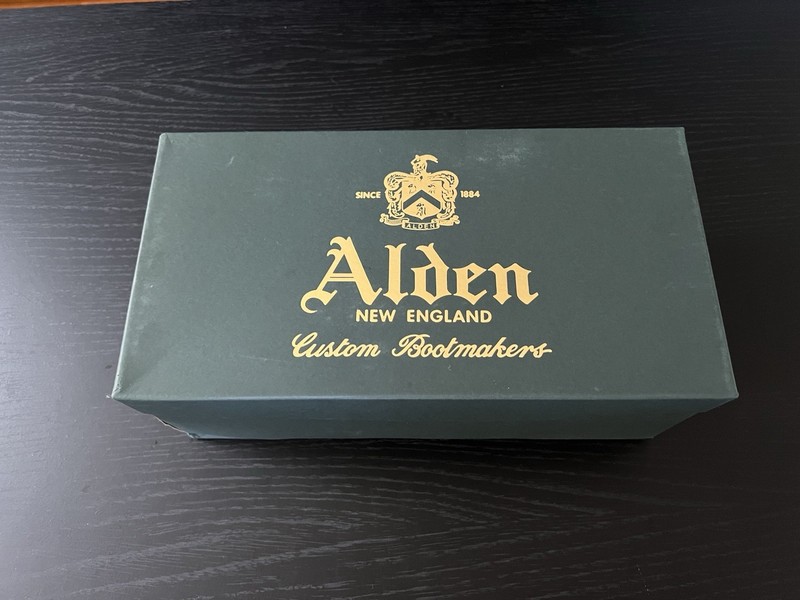 SINCE 1884
ALDEN
Alden
NEW ENGLAND
Custom Bootmakers